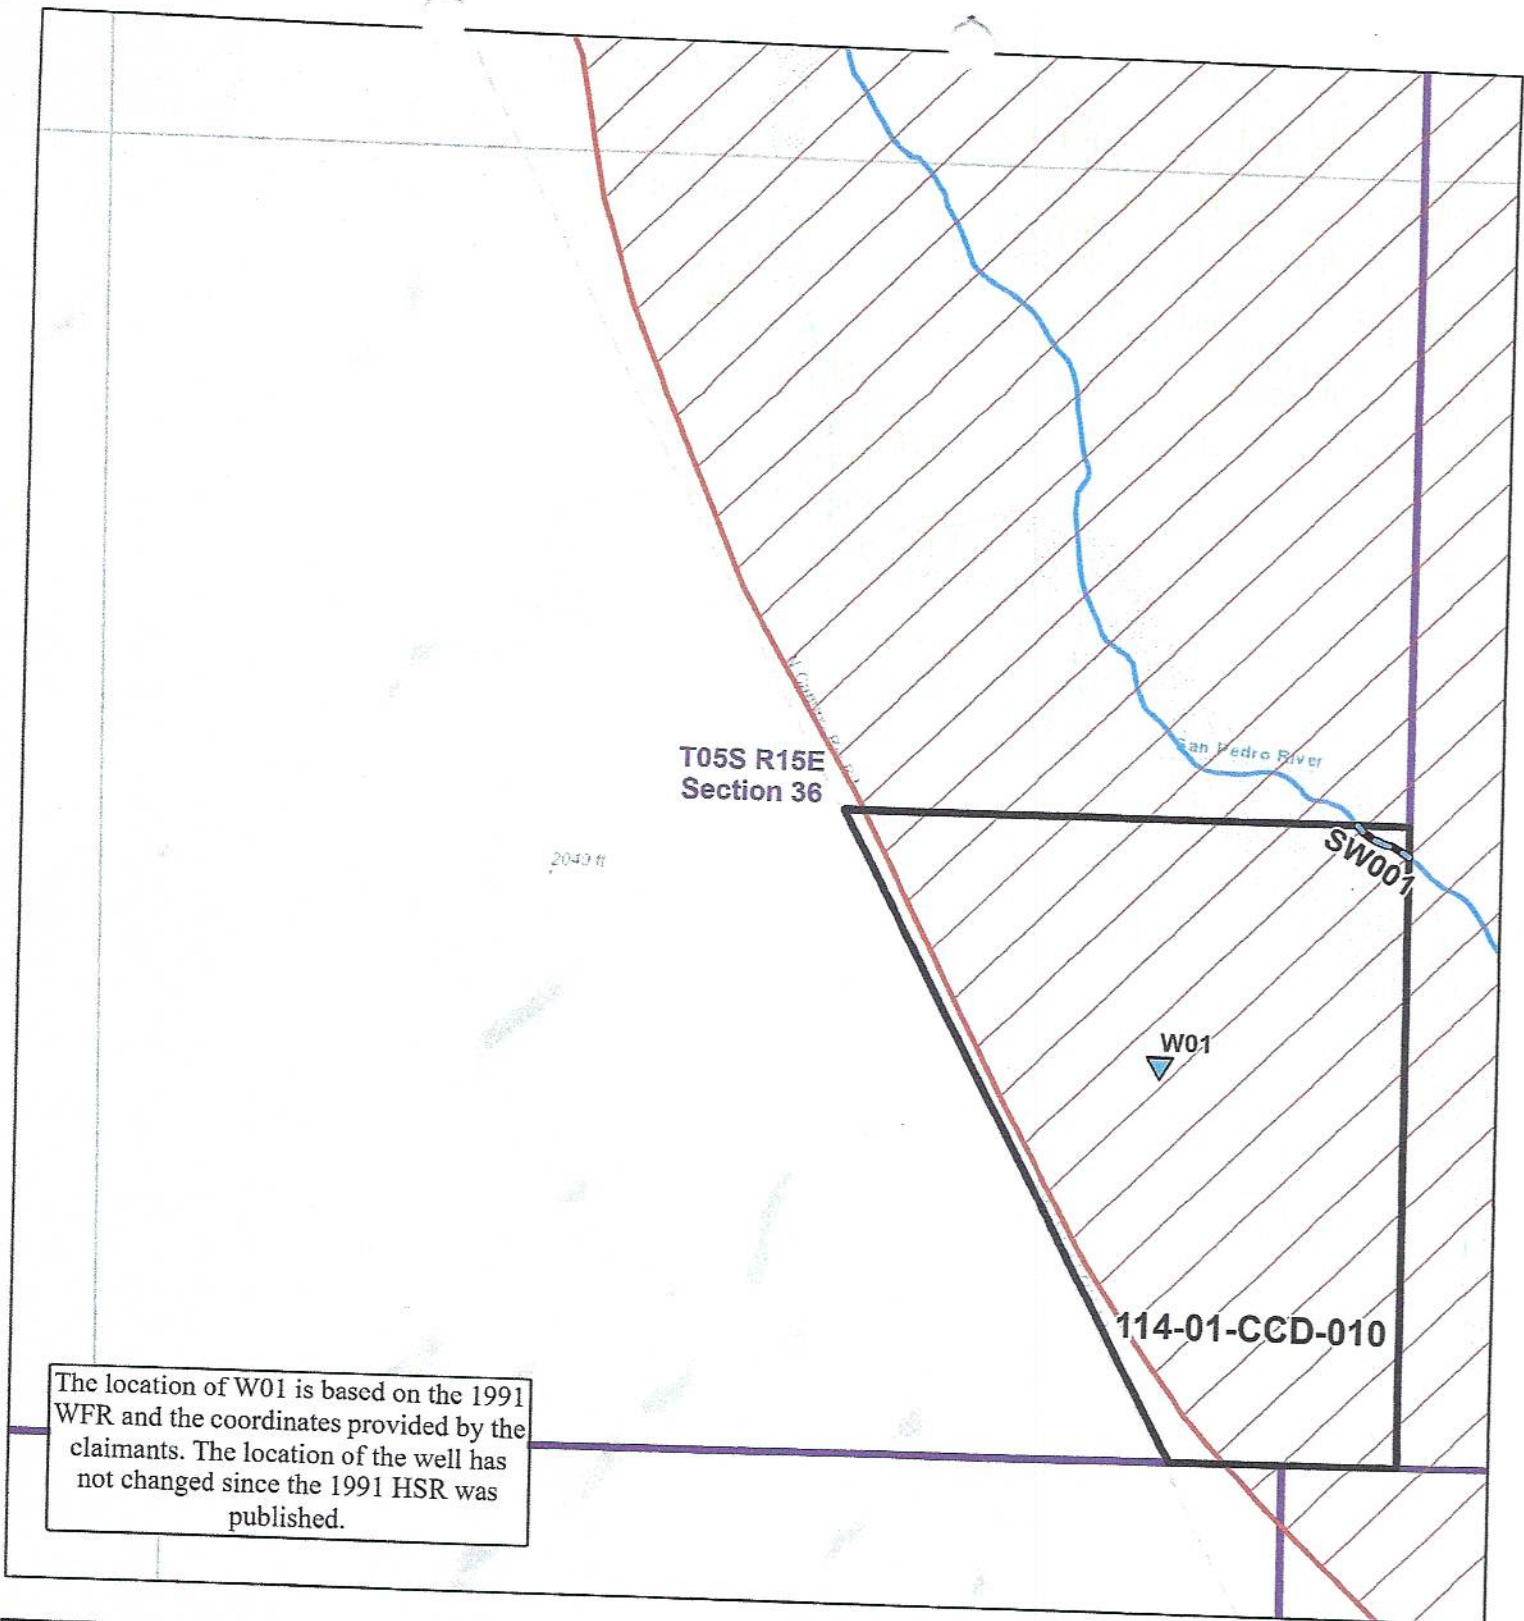 San Pedro River
T05S R15E
Section 36
SW001
2049 ft
W01
114-01-CCD-010
The location of W01 is based on the 1991
WFR and the coordinates provided by the
claimants. The location of the well has
not changed since the 1991 HSR was
published.